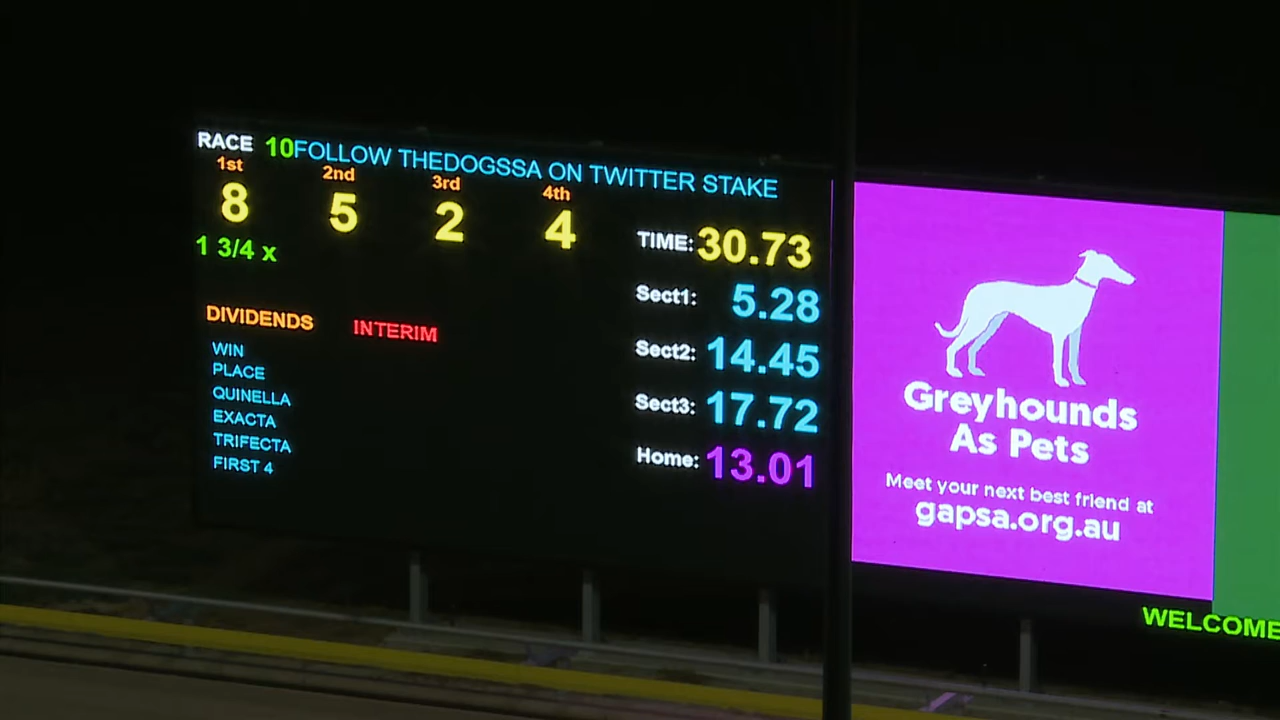 RACE 10FOLLOW THEDOGSSA ON TWITTER STAKE
1st 2nd 3rd 4th
8 5 2 4
1 3/4 x
TIME: 30.73
Sect1: 5.28
Sect2: 14.45
Sect3: 17.72
Home: 13.01
DIVIDENDS INTERIM
WIN
PLACE
QUINELLA
EXACTA
TRIFECTA
FIRST 4
Greyhounds
As Pets
Meet your next best friend at
gapsa.org.au
WELCOME